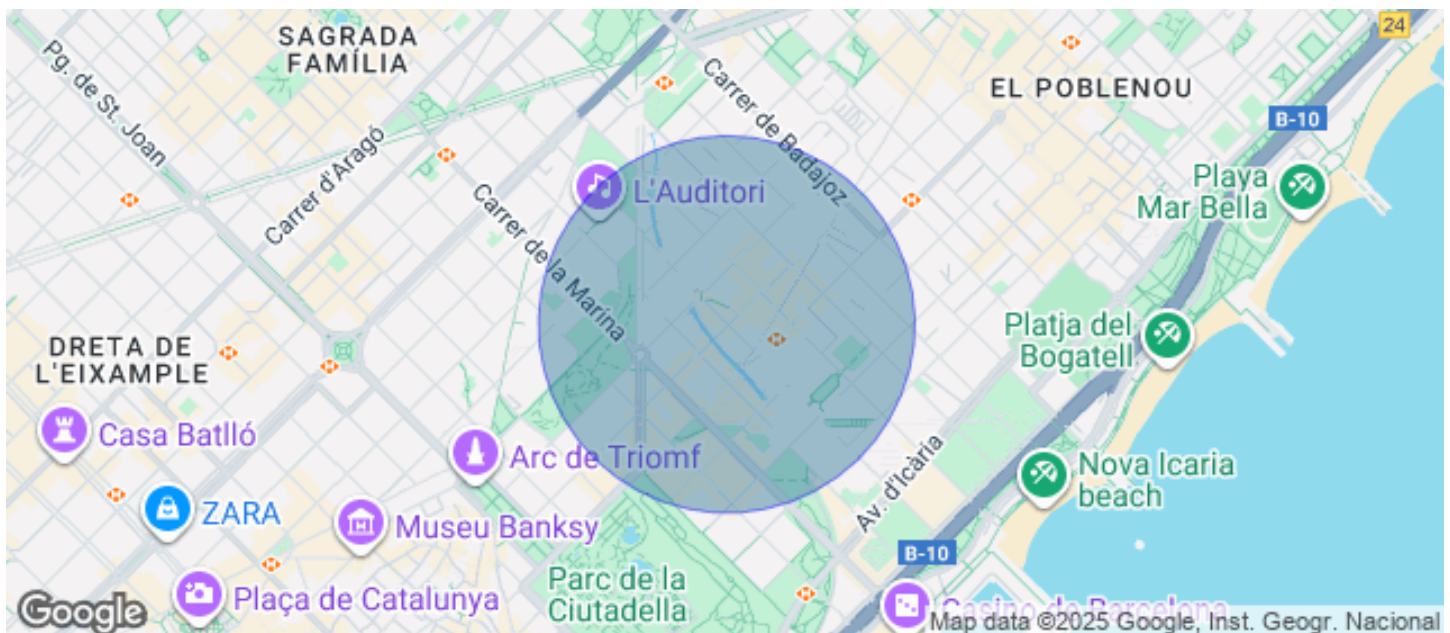 SAGRADA
FAMÍLIA
24
Pg. de St. Joan
Carrer de Badajoz
EL POBLENOU
B-10
Carrer d'Aragó
Playa
Mar Bella
L'Auditori
Carrer de la Marina
Platja del
Bogatell
DRETA DE
L'EIXAMPLE
Casa Batlló
Arc de Triomf
Av. d'Icària
Nova Icaria
beach
ZARA
Museu Banksy
B-10
Parc de la
Ciutadella
Plaça de Catalunya
Casino de Barcelona
Google
Map data ©2025 Google, Inst. Geogr. Nacional